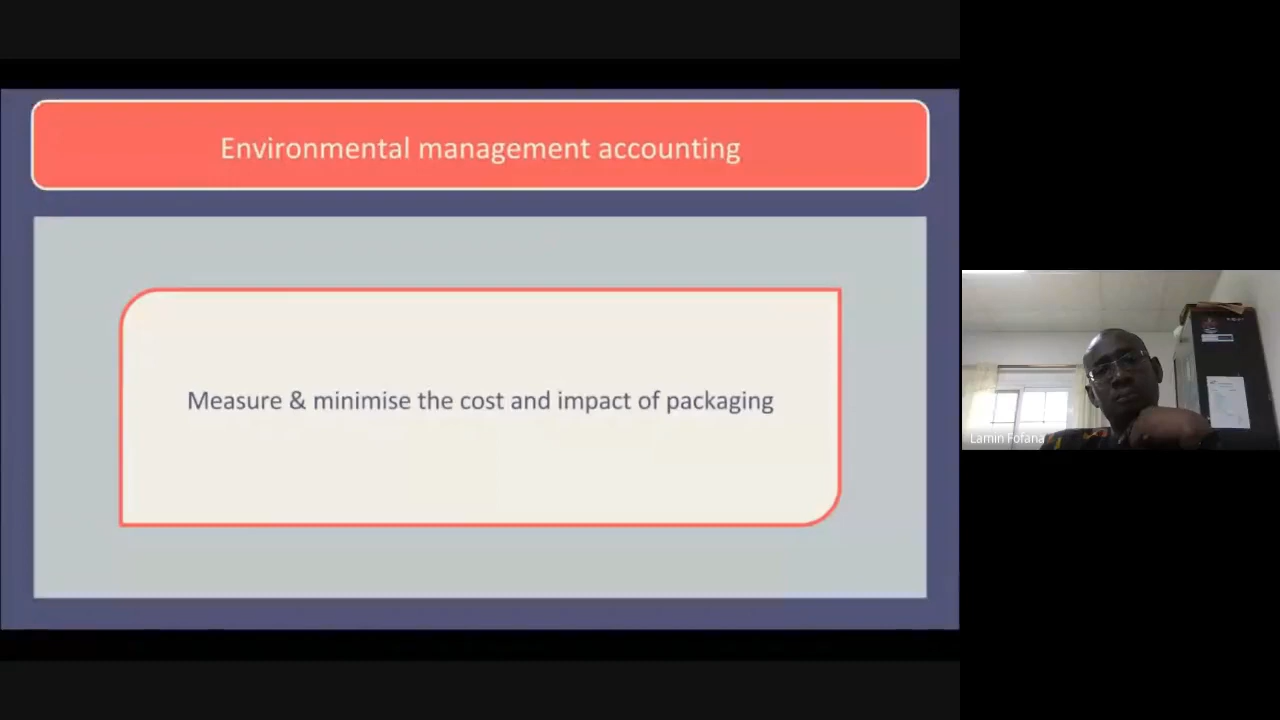 Environmental management accounting
Measure & minimise the cost and impact of packaging
Lamin Fofana